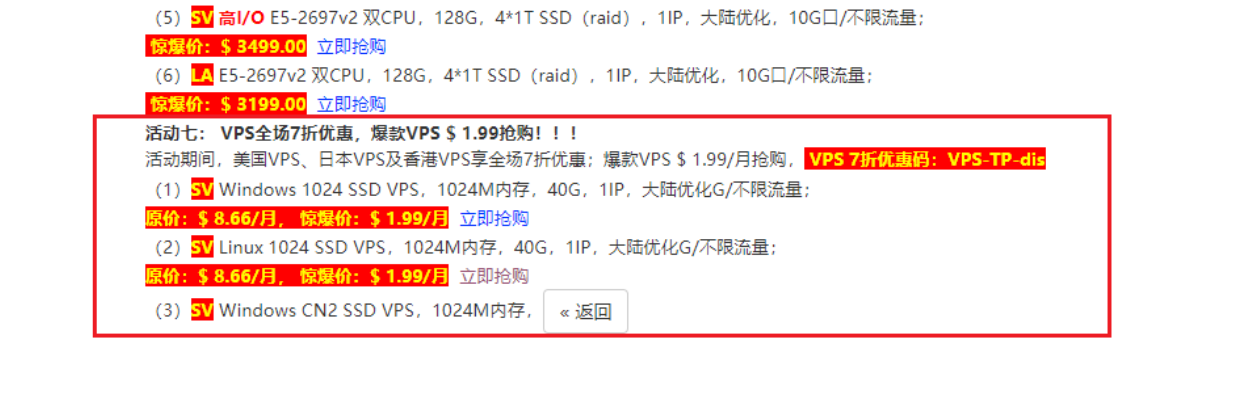 （5）SV 高I/O E5-2697v2 双CPU，128G，4*1T SSD（raid），1IP，大陆优化，10G口/不限流量；
惊爆价：$ 3499.00 立即抢购
（6）LA E5-2697v2 双CPU，128G，4*1T SSD（raid），1IP，大陆优化，10G口/不限流量；
惊爆价：$ 3199.00 立即抢购
活动七： VPS全场7折优惠，爆款VPS $ 1.99抢购！！！
活动期间，美国VPS、日本VPS及香港VPS享全场7折优惠；爆款VPS $ 1.99/月抢购， VPS 7折优惠码：VPS-TP-dis
（1）SV Windows 1024 SSD VPS，1024M内存，40G，1IP，大陆优化G/不限流量；
原价：$ 8.66/月， 惊爆价：$ 1.99/月 立即抢购
（2）SV Linux 1024 SSD VPS，1024M内存，40G，1IP，大陆优化G/不限流量；
原价：$ 8.66/月， 惊爆价：$ 1.99/月 立即抢购
（3）SV Windows CN2 SSD VPS，1024M内存， « 返回